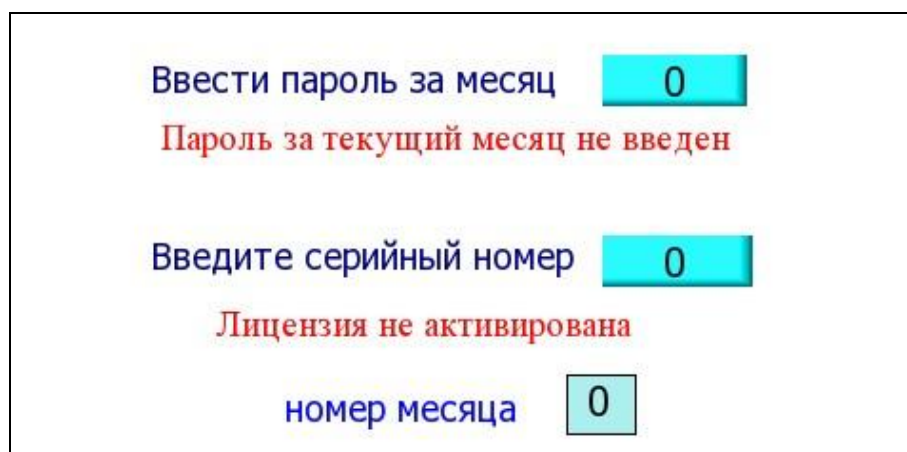 Ввести пароль за месяц 0
Пароль за текущий месяц не введен
Введите серийный номер 0
Лицензия не активирована
номер месяца 0